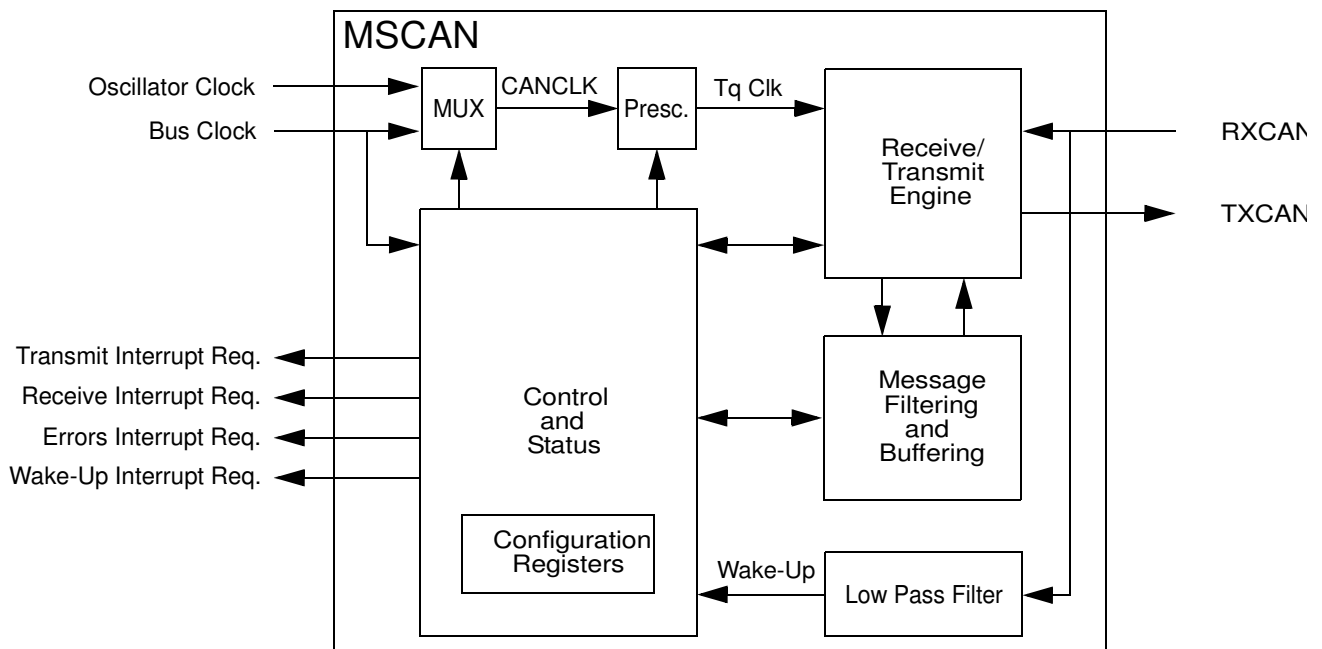 MSCAN
Oscillator Clock
Bus Clock
MUX
CANCLK
Presc.
Tq Clk
Receive/
Transmit
Engine
RXCAN
TXCAN
Transmit Interrupt Req.
Receive Interrupt Req.
Errors Interrupt Req.
Wake-Up Interrupt Req.
Control
and
Status
Message
Filtering
and
Buffering
Configuration
Registers
Wake-Up
Low Pass Filter